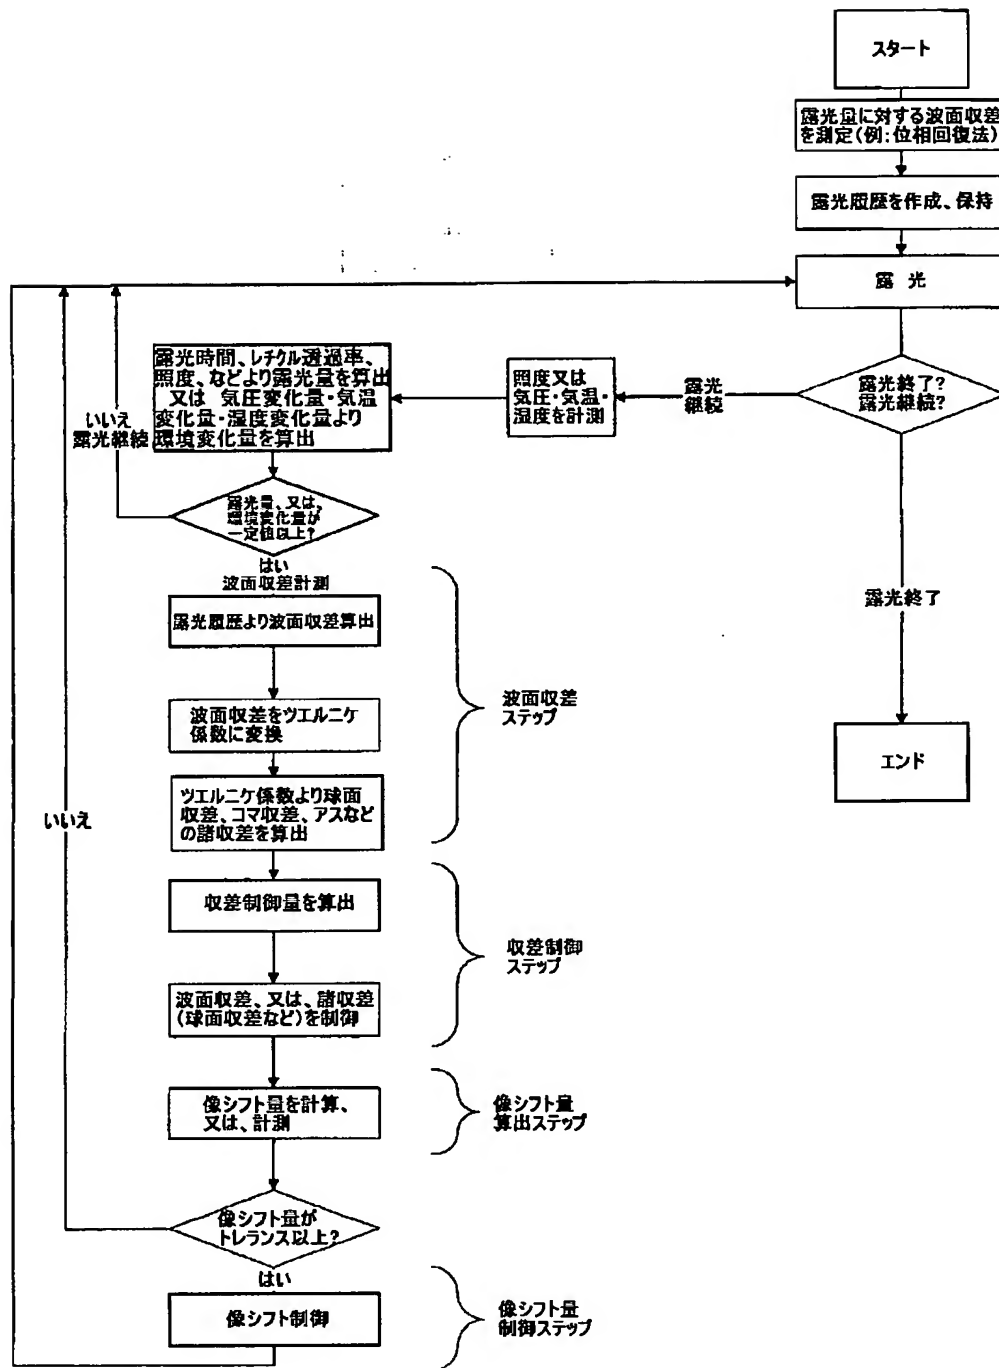 スタート
露光量に対する波面収差
を測定(例:位相回復法)
露光履歴を作成、保持
露 光
露光終了?
露光継続?
露光
継続
照度又は
気圧・気温・
湿度を計測
露光時間、レチクル透過率、
照度、などより露光量を算出
又は 気圧変化量・気温
変化量・湿度変化量より
環境変化量を算出
いいえ
露光継続
露光量、又は、
環境変化量が
一定値以上?
はい
波面収差計測
露光履歴より波面収差算出
波面収差をツエルニケ
係数に変換
ツエルニケ係数より球面
収差、コマ収差、アスなど
の諸収差を算出
波面収差
ステップ
露光終了
エンド
いいえ
収差制御量を算出
波面収差、又は、諸収差
(球面収差など)を制御
収差制御
ステップ
像シフト量を計算、
又は、計測
像シフト量
算出ステップ
像シフト量が
トレランス以上?
はい
像シフト制御
像シフト量
制御ステップ